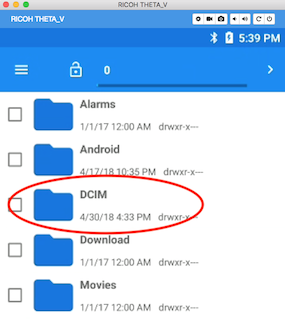 RICOH THETA_V
5:39 PM
0
Alarms
1/1/17 12:00 AM drwxr-x---
Android
4/17/18 10:35 PM drwxr-x---
DCIM
4/30/18 4:33 PM drwxr-x---
Download
1/1/17 12:00 AM drwxr-x---
Movies
1/1/17 12:00 AM drwxr-x---